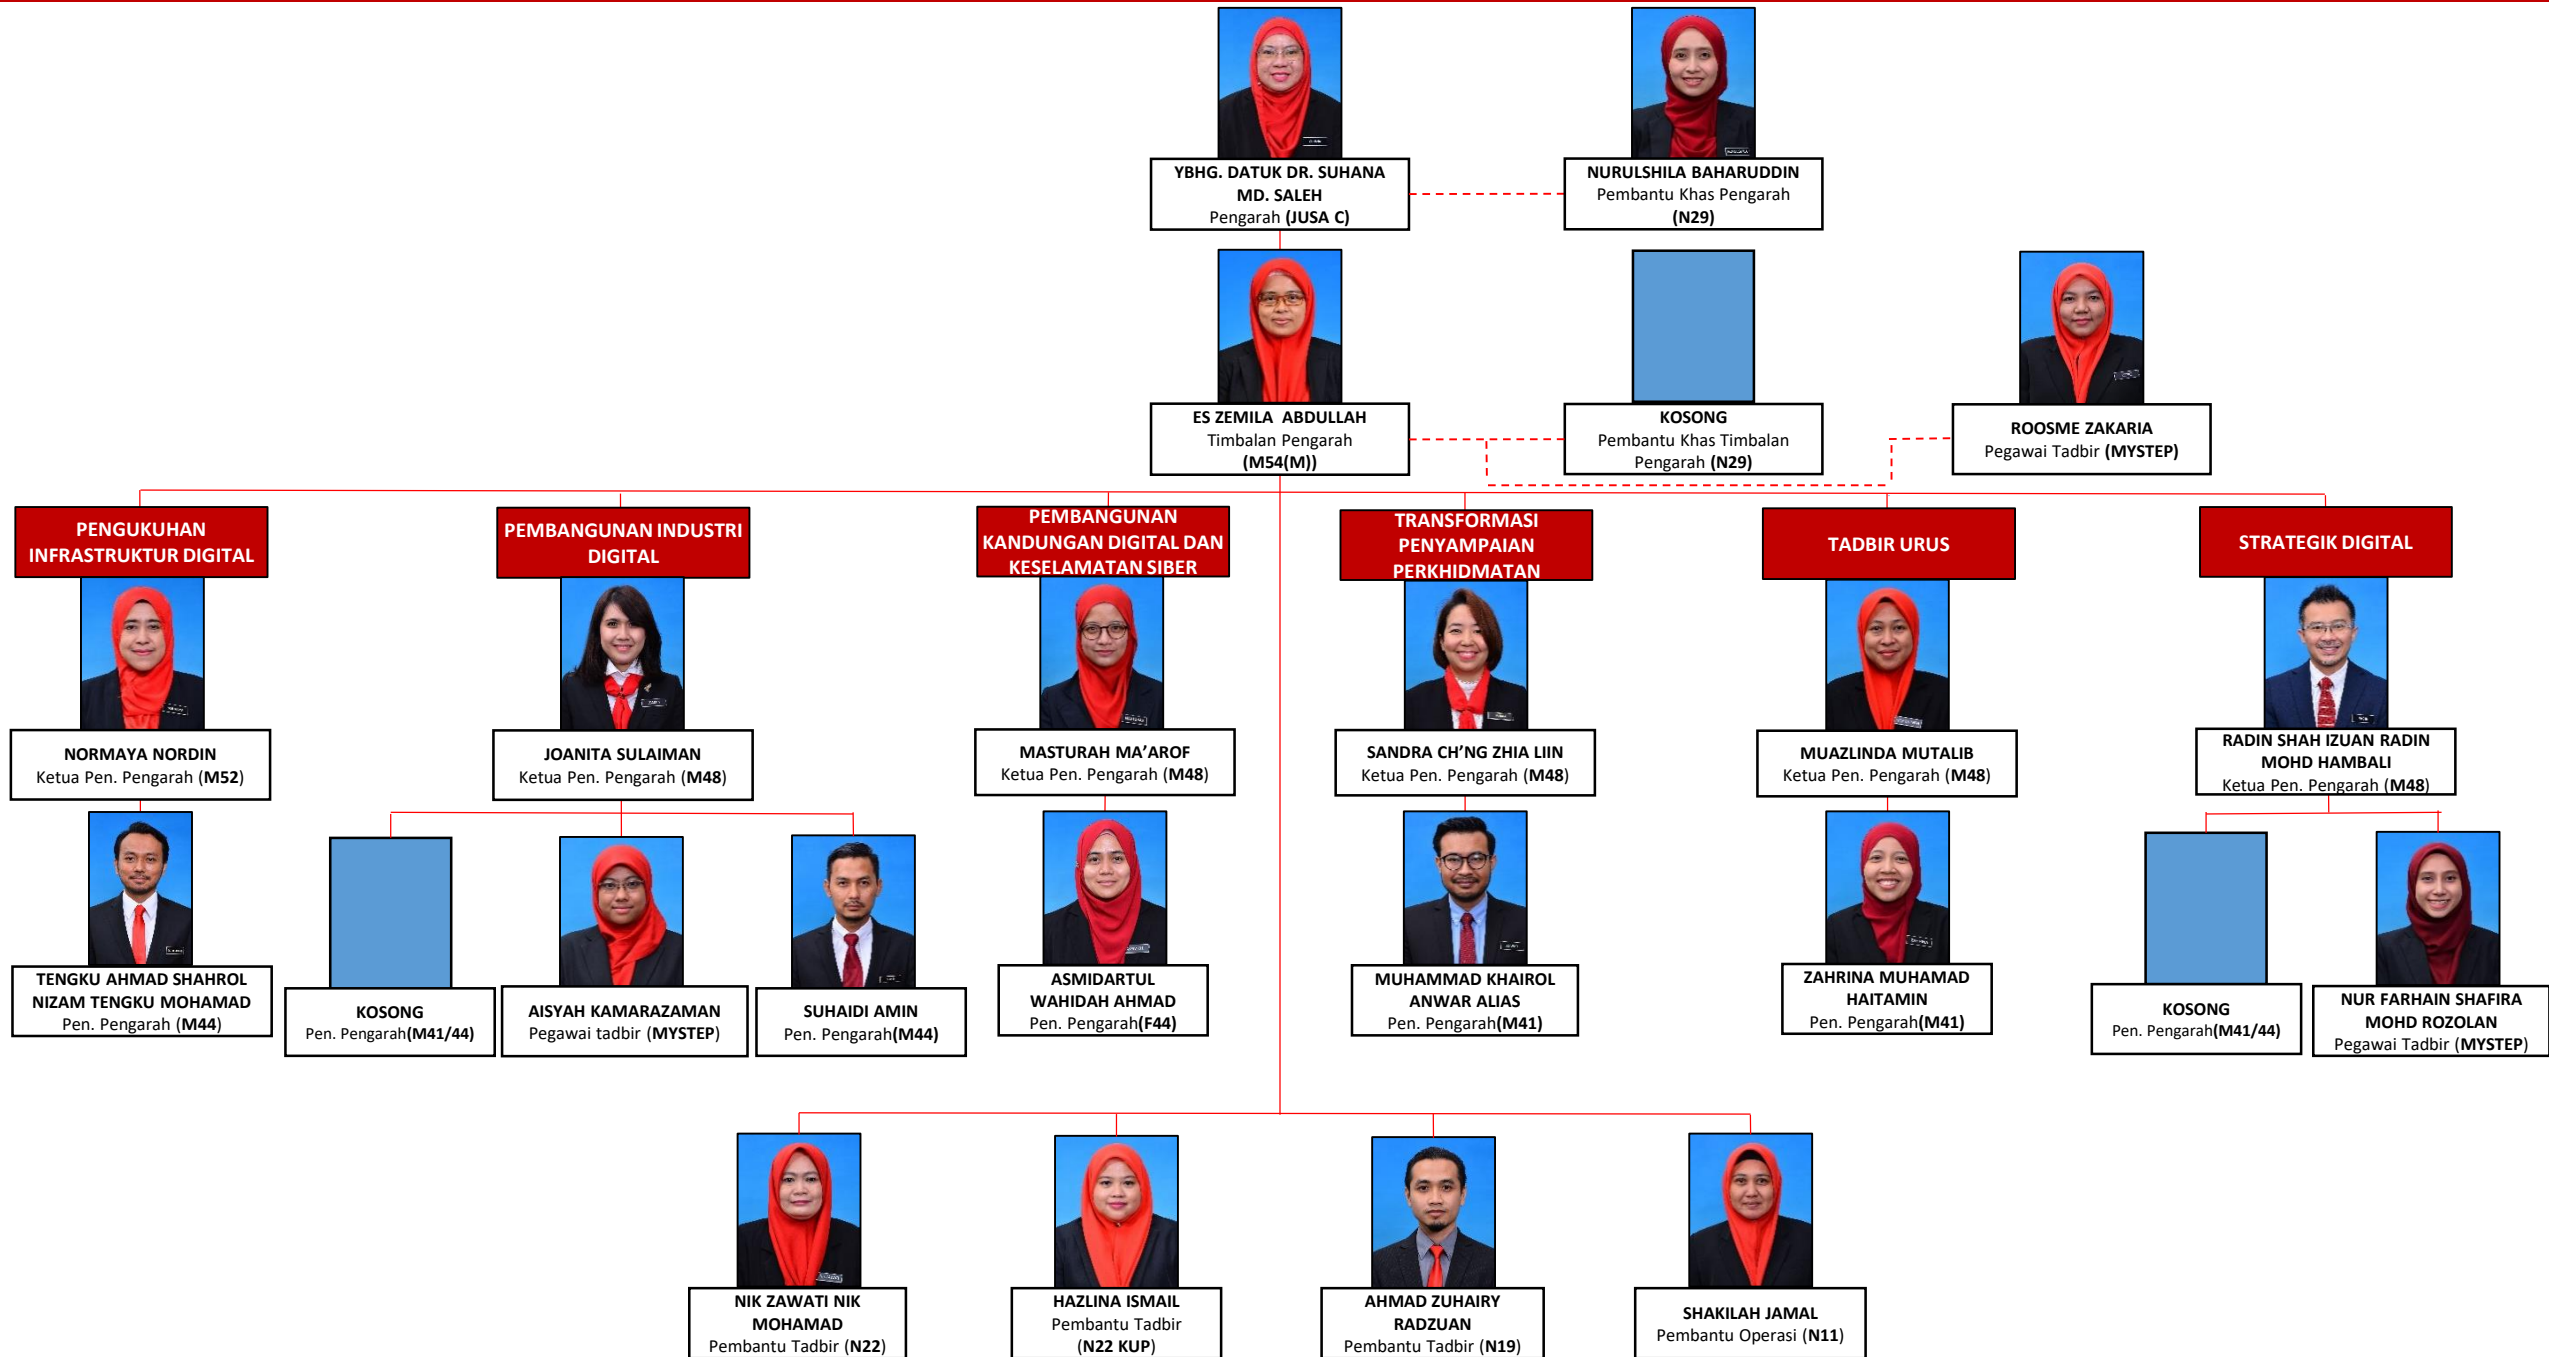 YBHG. DATUK DR. SUHANA
MD. SALEH
Pengarah (JUSA C)
NURULSHILA BAHARUDDIN
Pembantu Khas Pengarah
(N29)
ES ZEMILA  ABDULLAH
Timbalan Pengarah
(M54(M))
KOSONG
Pembantu Khas Timbalan
Pengarah (N29)
ROOSME ZAKARIA
Pegawai Tadbir (MYSTEP)
PENGUKUHAN
INFRASTRUKTUR DIGITAL
PEMBANGUNAN INDUSTRI
DIGITAL
PEMBANGUNAN
KANDUNGAN DIGITAL DAN
KESELAMATAN SIBER
TRANSFORMASI
PENYAMPAIAN
PERKHIDMATAN
TADBIR URUS
STRATEGIK DIGITAL
NORMAYA NORDIN
Ketua Pen. Pengarah (M52)
JOANITA SULAIMAN
Ketua Pen. Pengarah (M48)
MASTURAH MA’AROF
Ketua Pen. Pengarah (M48)
SANDRA CH’NG ZHIA LIIN
Ketua Pen. Pengarah (M48)
MUAZLINDA MUTALIB
Ketua Pen. Pengarah (M48)
RADIN SHAH IZUAN RADIN
MOHD HAMBALI
Ketua Pen. Pengarah (M48)
TENGKU AHMAD SHAHROL
NIZAM TENGKU MOHAMAD
Pen. Pengarah (M44)
KOSONG
Pen. Pengarah(M41/44)
AISYAH KAMARAZAMAN
Pegawai tadbir (MYSTEP)
SUHAIDI AMIN
Pen. Pengarah(M44)
ASMIDARTUL
WAHIDAH AHMAD
Pen. Pengarah(F44)
MUHAMMAD KHAIROL
ANWAR ALIAS
Pen. Pengarah(M41)
ZAHRINA MUHAMAD
HAITAMIN
Pen. Pengarah(M41)
KOSONG
Pen. Pengarah(M41/44)
NUR FARHAIN SHAFIRA
MOHD ROZOLAN
Pegawai Tadbir (MYSTEP)
NIK ZAWATI NIK
MOHAMAD
Pembantu Tadbir (N22)
HAZLINA ISMAIL
Pembantu Tadbir
(N22 KUP)
AHMAD ZUHAIRY
RADZUAN
Pembantu Tadbir (N19)
SHAKILAH JAMAL
Pembantu Operasi (N11)